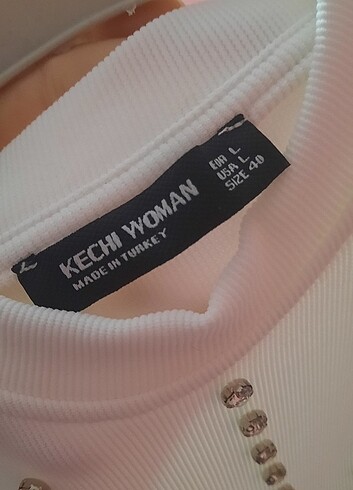 KECHI WOMAN
MADE IN TURKEY
EUR L
USA L
SIZE 40